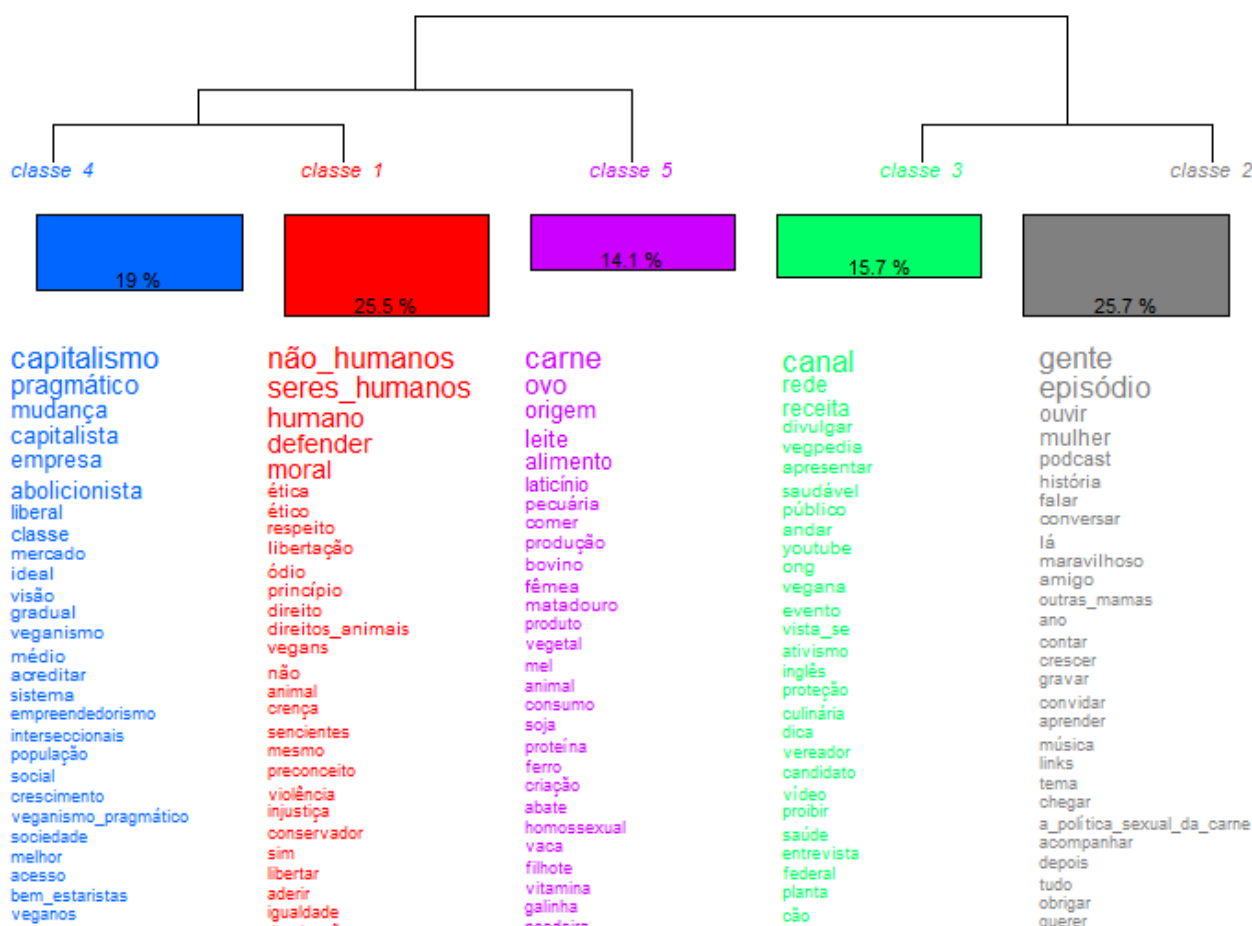 classe 4
classe 1
classe 5
classe 3
classe 2
19 %
25.5 %
14.1 %
15.7 %
25.7 %
capitalismo
pragmático
mudança
capitalista
empresa
abolicionista
liberal
classe
mercado
ideal
visão
gradual
veganismo
médio
acreditar
sistema
empreendedorismo
interseccionais
população
social
crescimento
veganismo_pragmático
sociedade
melhor
acesso
bem_estaristas
veganos
não_humanos
seres_humanos
humano
defender
moral
ética
ético
respeito
libertação
ódio
princípio
direito
direitos_animais
vegans
não
animal
crença
sencientes
mesmo
preconceito
violência
injustiça
conservador
sim
libertar
aderir
igualdade
carne
ovo
origem
leite
alimento
laticínio
pecuária
comer
produção
bovino
fêmea
matadouro
produto
vegetal
mel
animal
consumo
soja
proteína
ferro
criação
abate
homossexual
vaca
filhote
vitamina
galinha
canal
rede
receita
divulgar
vegpedia
apresentar
saudável
público
andar
youtube
ong
vegana
evento
vista_se
ativismo
inglês
proteção
culinária
dica
vereador
candidato
vídeo
proibir
saúde
entrevista
federal
planta
cão
gente
episódio
ouvir
mulher
podcast
história
falar
conversar
lá
maravilhoso
amigo
outras_mamas
ano
contar
crescer
gravar
convidar
aprender
música
links
tema
chegar
a_política_sexual_da_carne
acompanhar
depois
tudo
obrigar
querer